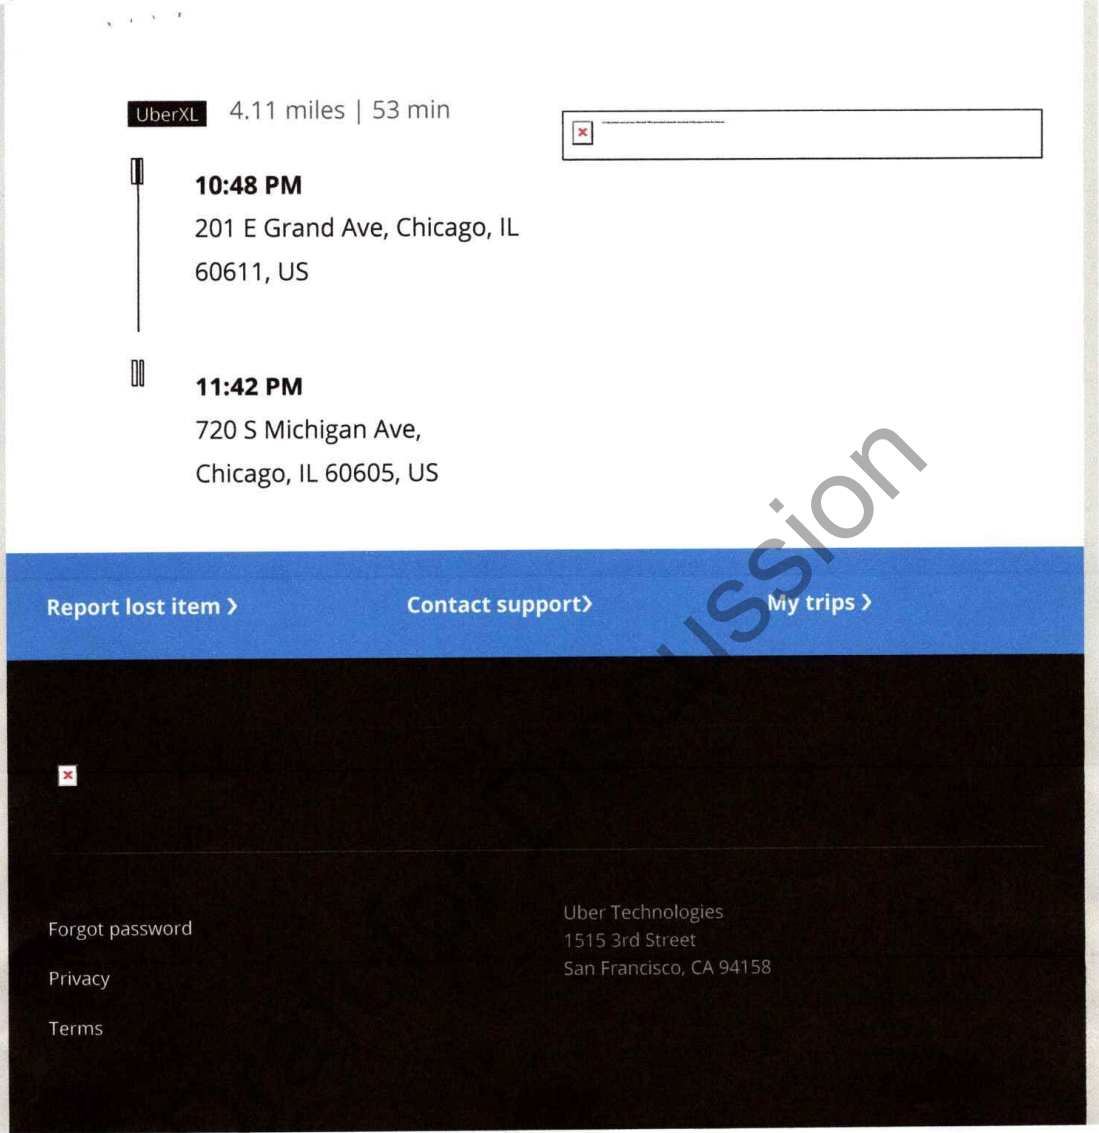 UberXL 4.11 miles | 53 min
10:48 PM
201 E Grand Ave, Chicago, IL
60611, US
11:42 PM
720 S Michigan Ave,
Chicago, IL 60605, US
Report lost item ❯
Contact support❯
My trips ❯
Forgot password
Privacy
Terms
Uber Technologies
1515 3rd Street
San Francisco, CA 94158